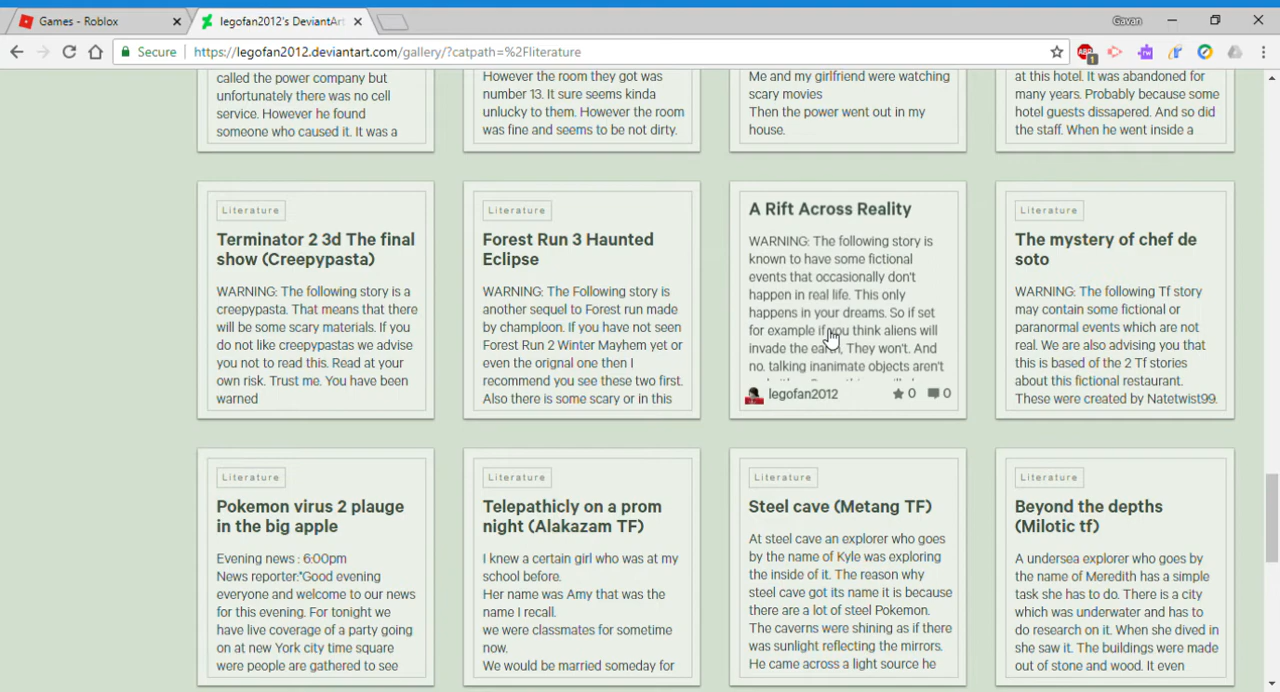 Games - Roblox
legofan2012's DeviantArt
Gavan
Secure
https://legofan2012.deviantart.com/gallery/?catpath=%2Fliterature
ABP
1
rw
called the power company but
unfortunately there was no cell
service. However he found
someone who caused it. It was a
However the room they got was
number 13. It sure seems kinda
unlucky to them. However the room
was fine and seems to be not dirty.
Me and my girlfriend were watching
scary movies
Then the power went out in my
house.
at this hotel. It was abandoned for
many years. Probably because some
hotel guests dissapered. And so did
the staff. When he went inside a
Literature
Terminator 2 3d The final
show (Creepypasta)
WARNING: The following story is a
creepypasta. That means that there
will be some scary materials. If you
do not like creepypastas we advise
you not to read this. Read at your
own risk. Trust me. You have been
warned
Literature
Forest Run 3 Haunted
Eclipse
WARNING: The Following story is
another sequel to Forest run made
by champloon. If you have not seen
Forest Run 2 Winter Mayhem yet or
even the orignal one then I
recommend you see these two first.
Also there is some scary or in this
A Rift Across Reality
WARNING: The following story is
known to have some fictional
events that occasionally don't
happen in real life. This only
happens in your dreams. So if set
for example if you think aliens will
invade the earth, They won't. And
no. talking inanimate objects aren't
legofan2012
0
0
Literature
The mystery of chef de
soto
WARNING: The following Tf story
may contain some fictional or
paranormal events which are not
real. We are also advising you that
this is based of the 2 Tf stories
about this fictional restaurant.
These were created by Natetwist99.
Literature
Pokemon virus 2 plauge
in the big apple
Evening news : 6:00pm
News reporter:"Good evening
everyone and welcome to our news
for this evening. For tonight we
have live coverage of a party going
on at new York city time square
were people are gathered to see
Literature
Telepathicly on a prom
night (Alakazam TF)
I knew a certain girl who was at my
school before.
Her name was Amy that was the
name I recall.
we were classmates for sometime
now.
We would be married someday for
Literature
Steel cave (Metang TF)
At steel cave an explorer who goes
by the name of Kyle was exploring
the inside of it. The reason why
steel cave got its name it is because
there are a lot of steel Pokemon.
The caverns were shining as if there
was sunlight reflecting the mirrors.
He came across a light source he
Literature
Beyond the depths
(Milotic tf)
A undersea explorer who goes by
the name of Meredith has a simple
task she has to do. There is a city
which was underwater and has to
do research on it. When she dived in
she saw it. The buildings were made
out of stone and wood. It even